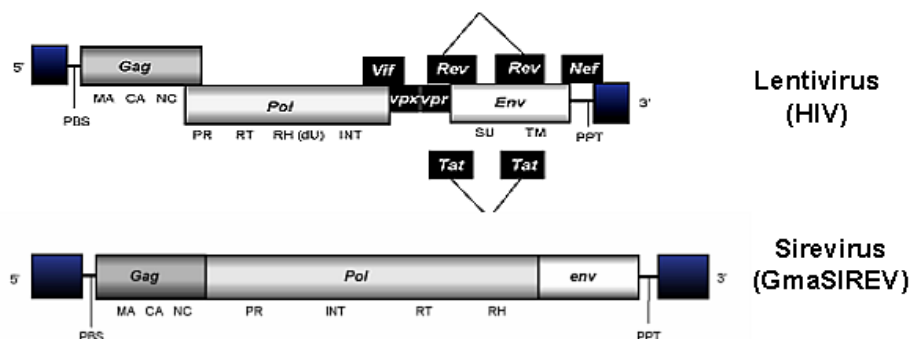 Vif Rev Rev Nef
5' Gag 3'
MA CA NC Pol vpx vpr Env
PBS PR RT RH (dU) INT SU TM PPT
Tat Tat
Lentivirus
(HIV)
5' Gag Pol env 3'
MA CA NC PR INT RT RH
PBS PPT
Sirevirus
(GmaSIREV)